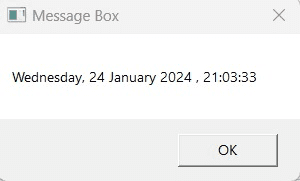 Message Box
Wednesday, 24 January 2024 , 21:03:33
OK